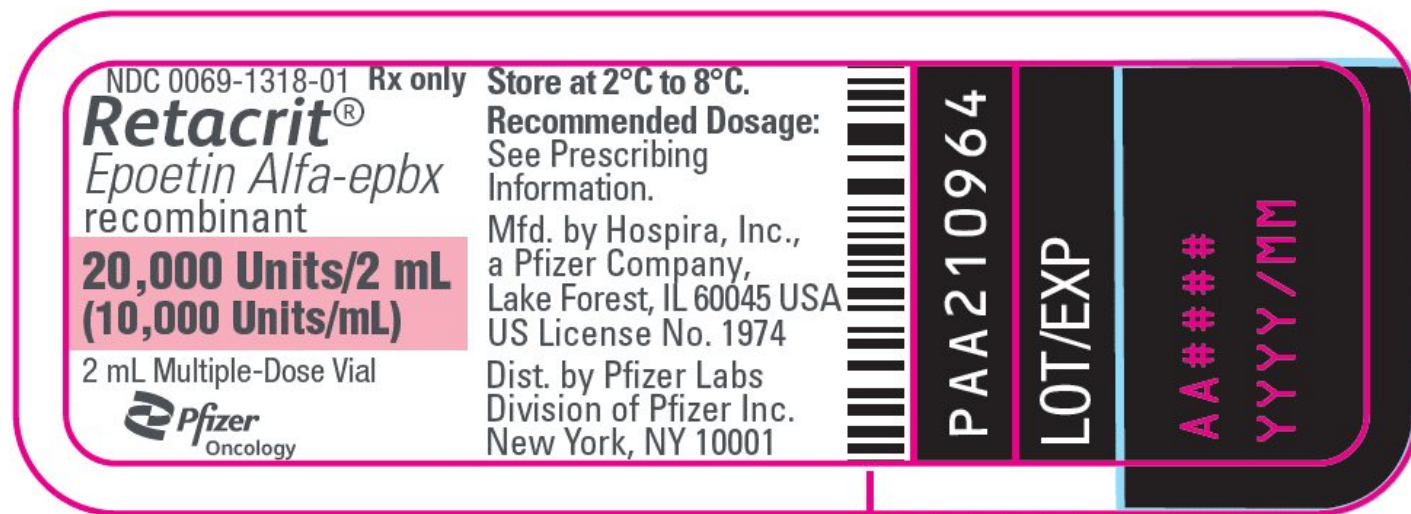 NDC 0069-1318-01 Rx only
Retacrit®
Epoetin Alfa-epbx
recombinant
20,000 Units/2 mL
(10,000 Units/mL)
2 mL Multiple-Dose Vial
Pfizer
Oncology
Store at 2°C to 8°C.
Recommended Dosage:
See Prescribing
Information.
Mfd. by Hospira, Inc.,
a Pfizer Company,
Lake Forest, IL 60045 USA
US License No. 1974
Dist. by Pfizer Labs
Division of Pfizer Inc.
New York, NY 10001
PAA210964
LOT/EXP
AA####
YYYY/MM